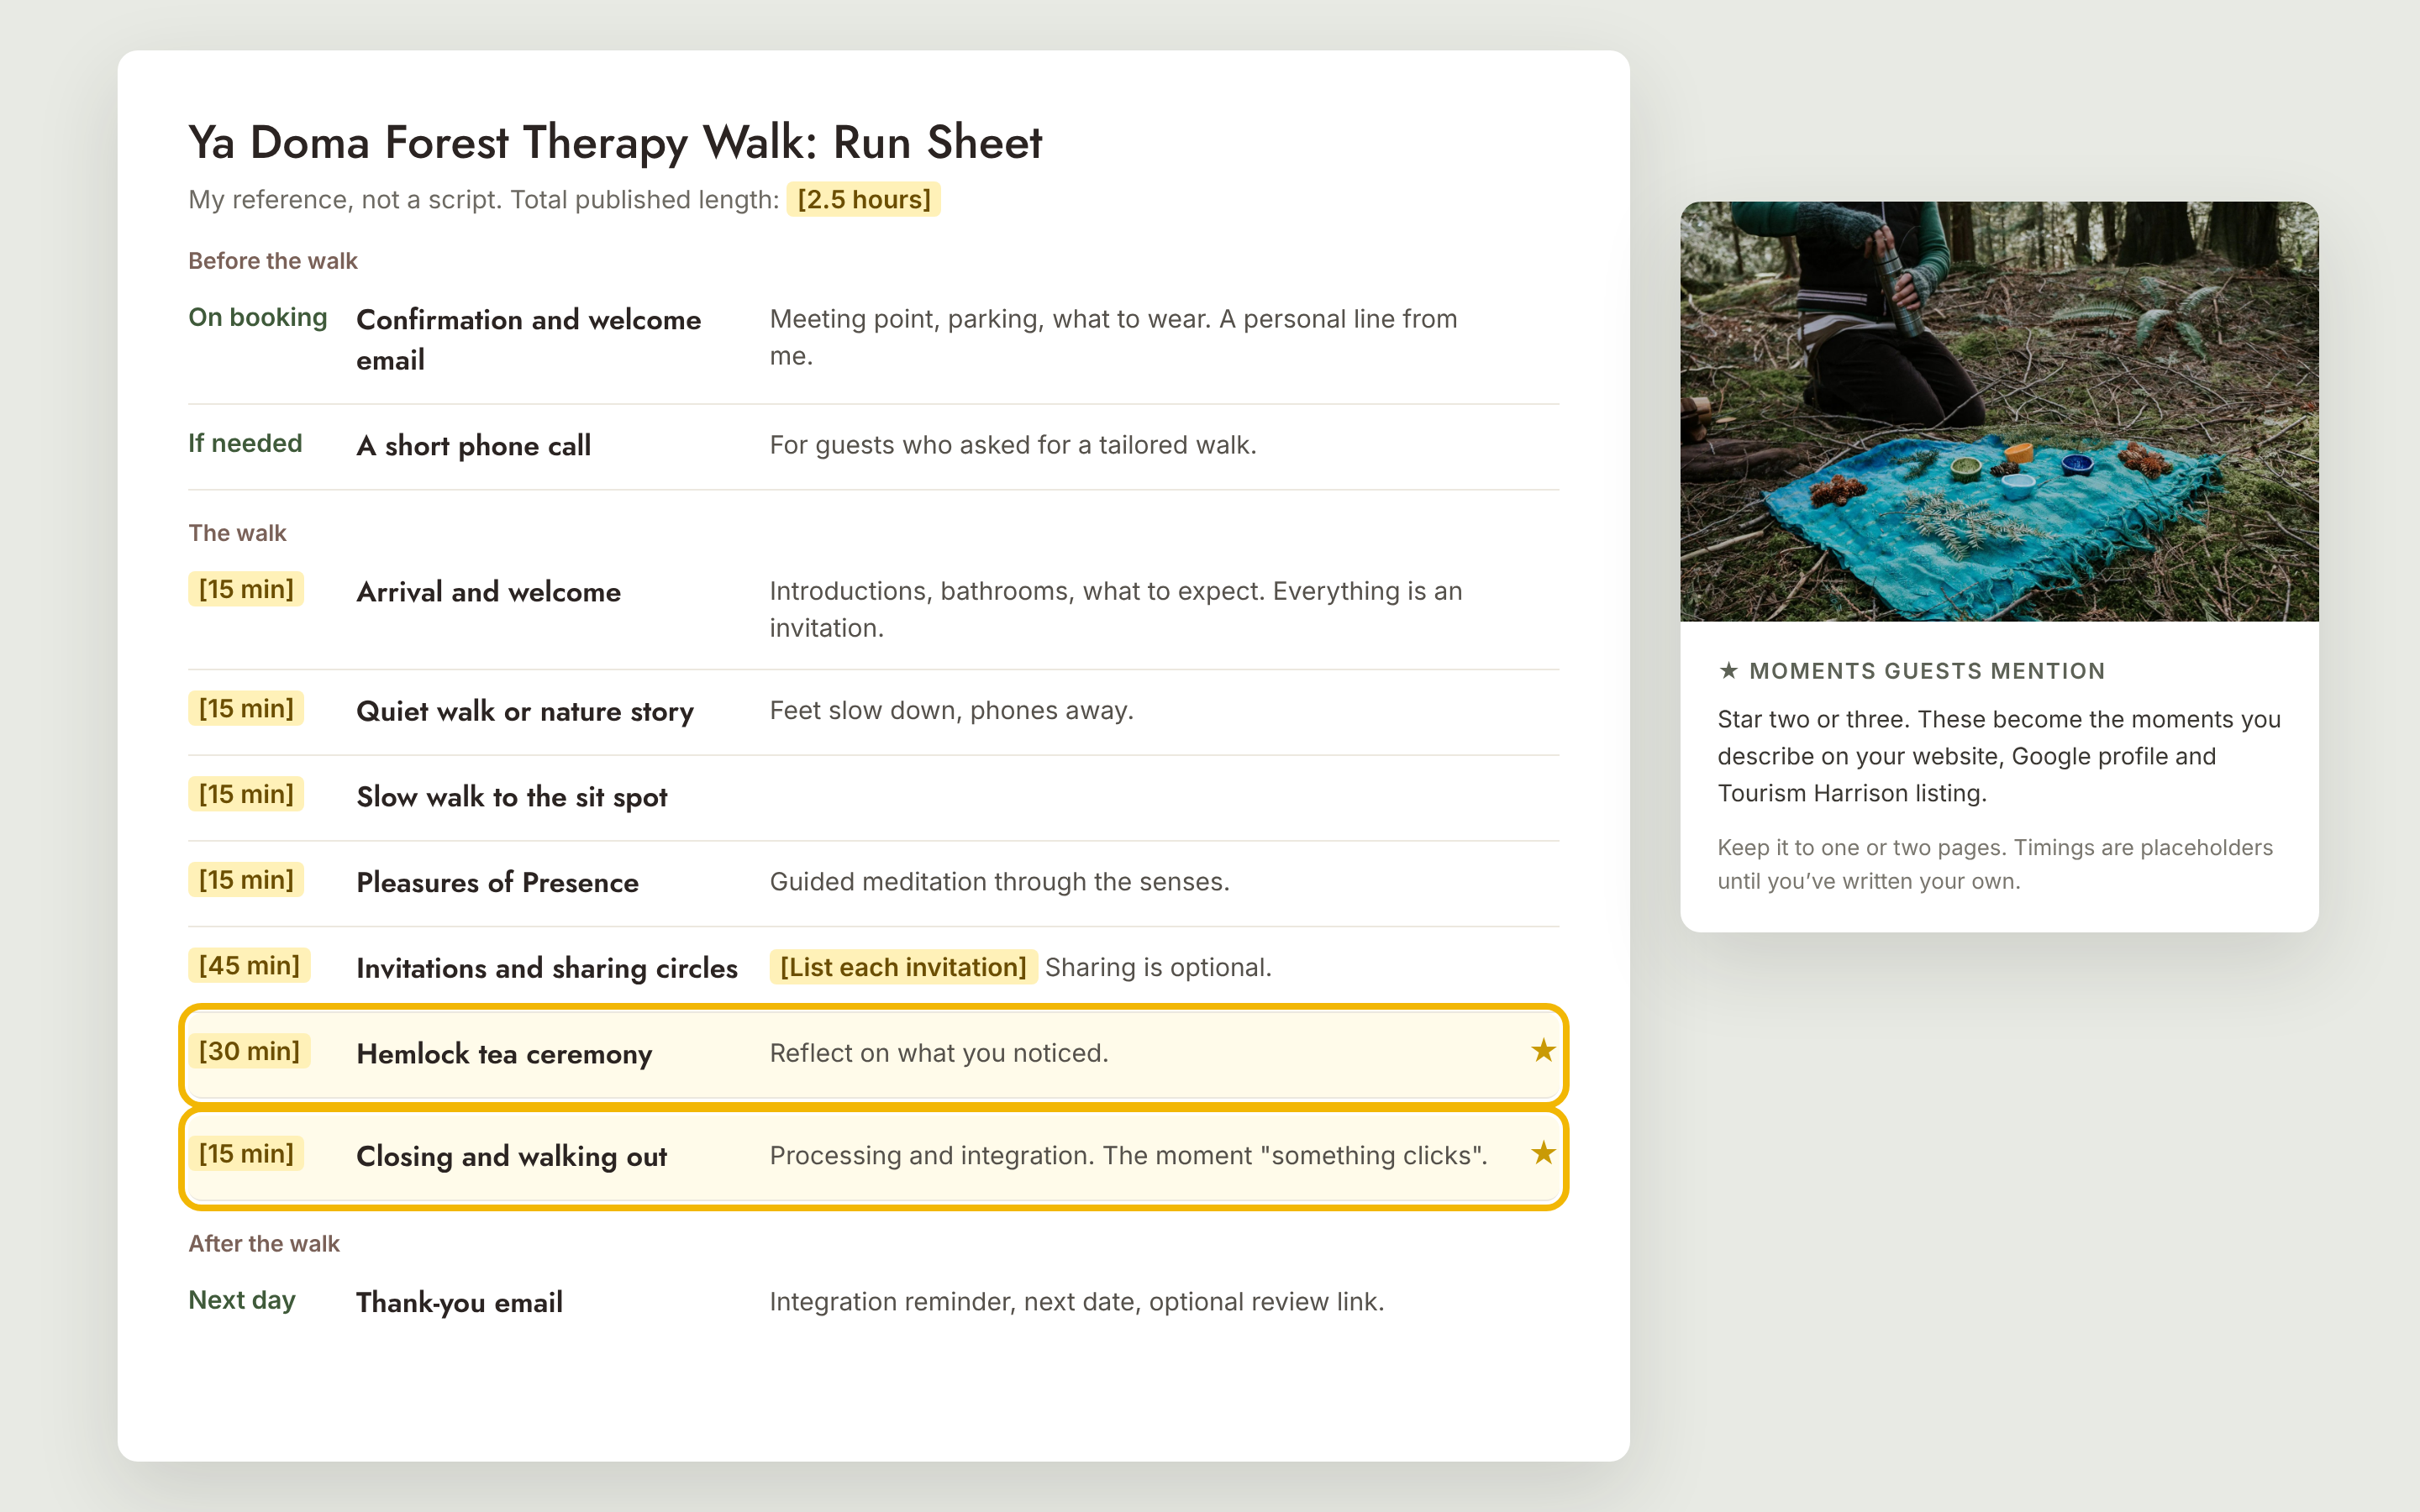 Ya Doma Forest Therapy Walk: Run Sheet
My reference, not a script. Total published length: [2.5 hours]
Before the walk
On booking Confirmation and welcome email Meeting point, parking, what to wear. A personal line from me.
If needed A short phone call For guests who asked for a tailored walk.
The walk
[15 min] Arrival and welcome Introductions, bathrooms, what to expect. Everything is an invitation.
[15 min] Quiet walk or nature story Feet slow down, phones away.
[15 min] Slow walk to the sit spot
[15 min] Pleasures of Presence Guided meditation through the senses.
[45 min] Invitations and sharing circles [List each invitation] Sharing is optional.
[30 min] Hemlock tea ceremony Reflect on what you noticed. ★
[15 min] Closing and walking out Processing and integration. The moment "something clicks". ★
After the walk
Next day Thank-you email Integration reminder, next date, optional review link.
★ MOMENTS GUESTS MENTION
Star two or three. These become the moments you
describe on your website, Google profile and
Tourism Harrison listing.
Keep it to one or two pages. Timings are placeholders
until you’ve written your own.